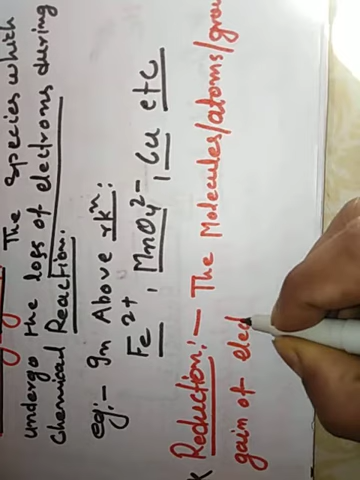 The Species which
undergo the loss of electrons during
Chemical Reaction.
eg:- In Above rkⁿ:
Fe²⁺, MnO₄²⁻, Cu etc
Reduction:- The Molecules/atoms/grou
gain of elec